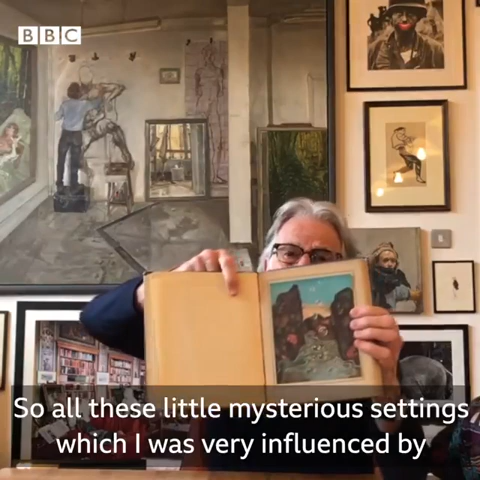 BBC
So all these little mysterious settings
which I was very influenced by